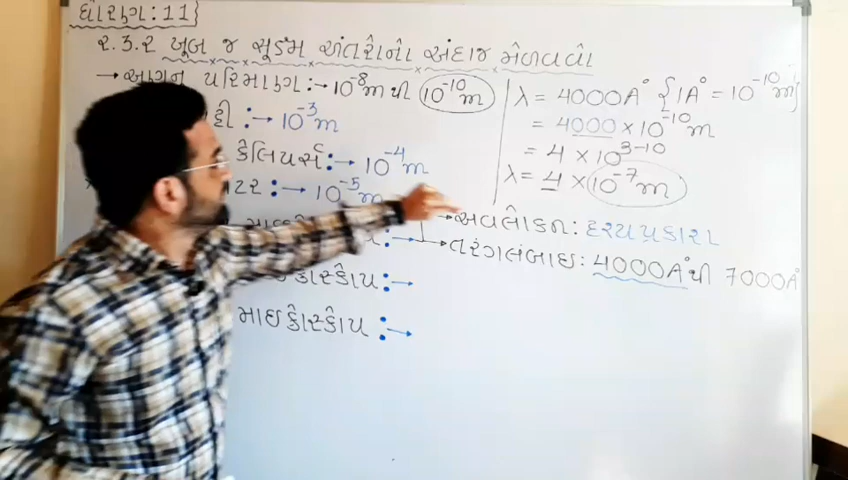 ધોરણ:11}
૨.૩.૨ ખૂબ જ સૂક્ષ્મ અંતરોનો અંદાજ મેળવવો
→ અણુના પરિમાણ :→ 10⁻⁸m થી 10⁻¹⁰m
:→ 10⁻³m
કેલિપર્સ :→ 10⁻⁴m
:→ 10⁻⁵m
:→
:→
માઇક્રોસ્કોપ :→
λ = 4000A° {1A° = 10⁻¹⁰m}
= 4000 × 10⁻¹⁰m
= 4 × 10³⁻¹⁰
λ = 4 × 10⁻⁷m
→ અવલોકન : દશ્યપ્રકાશ
→ તરંગલંબાઇ : 4000A° થી 7000A°